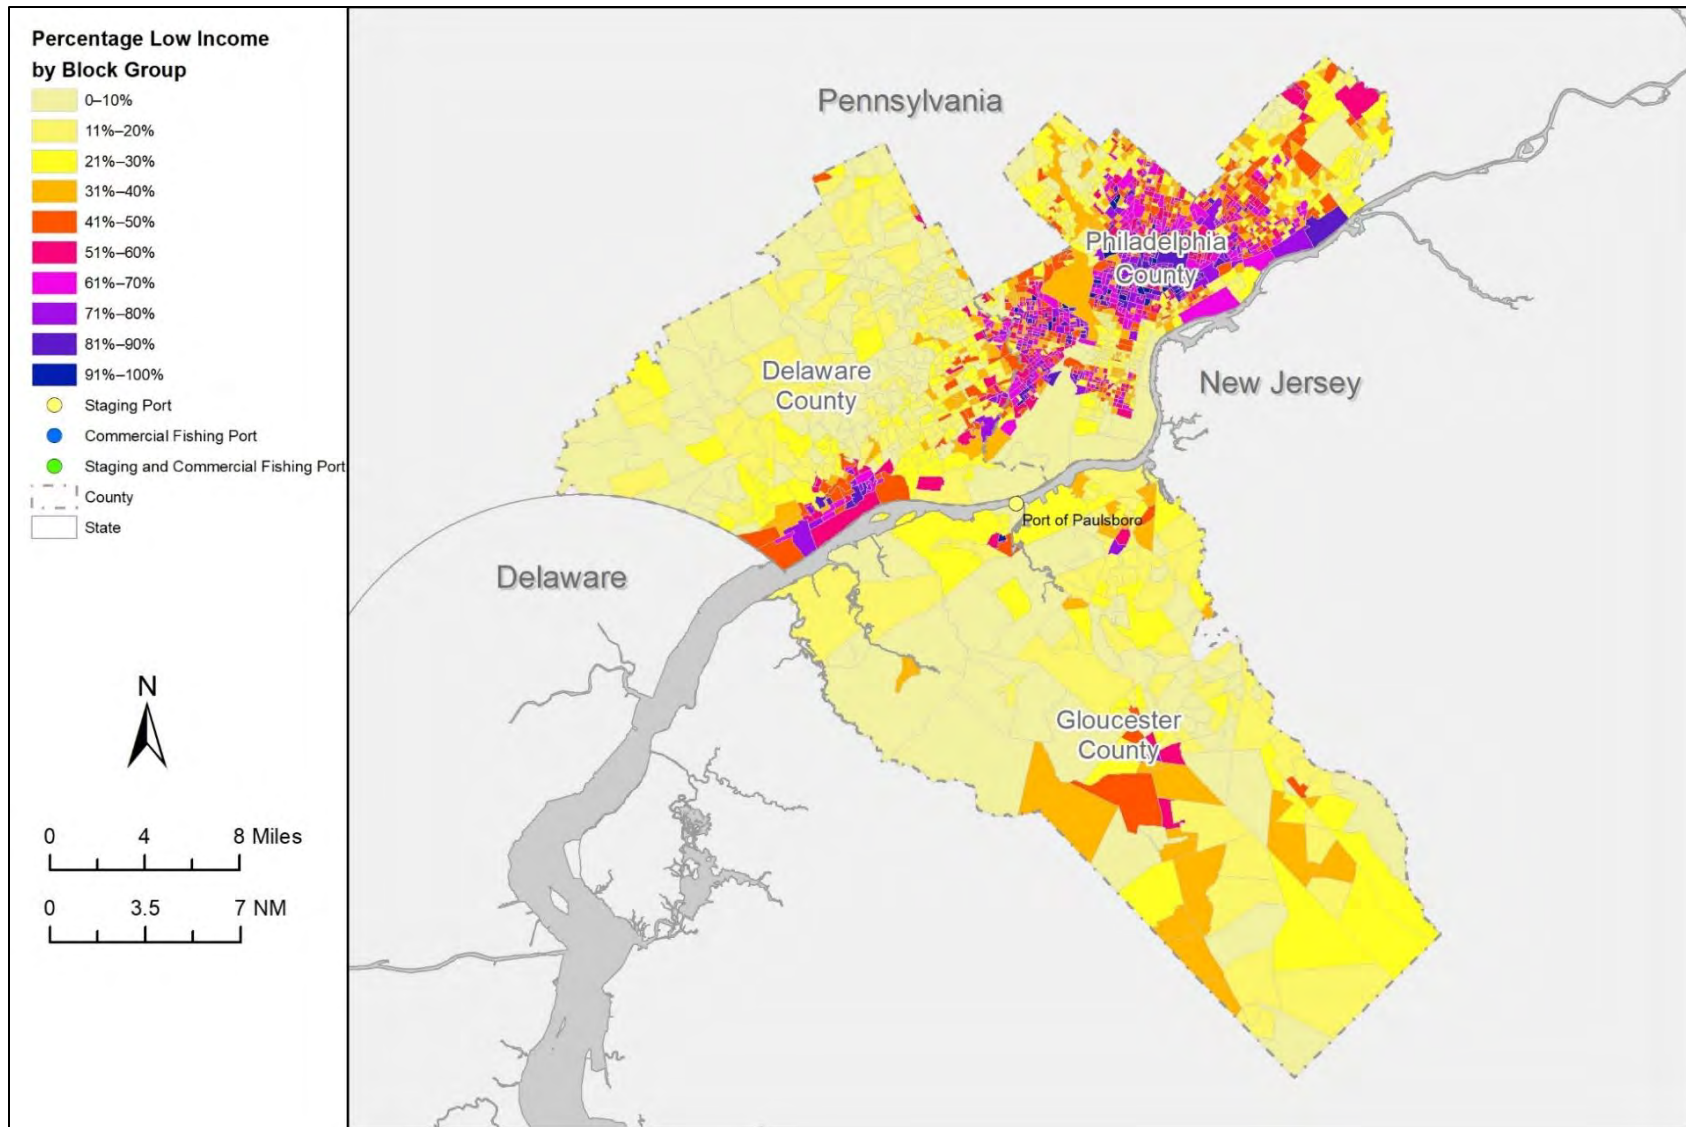 Percentage Low Income
by Block Group
0–10%
11%–20%
21%–30%
31%–40%
41%–50%
51%–60%
61%–70%
71%–80%
81%–90%
91%–100%
Staging Port
Commercial Fishing Port
Staging and Commercial Fishing Port
County
State
N
0 4 8 Miles
0 3.5 7 NM
Pennsylvania
Philadelphia
County
New Jersey
Delaware
County
Port of Paulsboro
Delaware
Gloucester
County